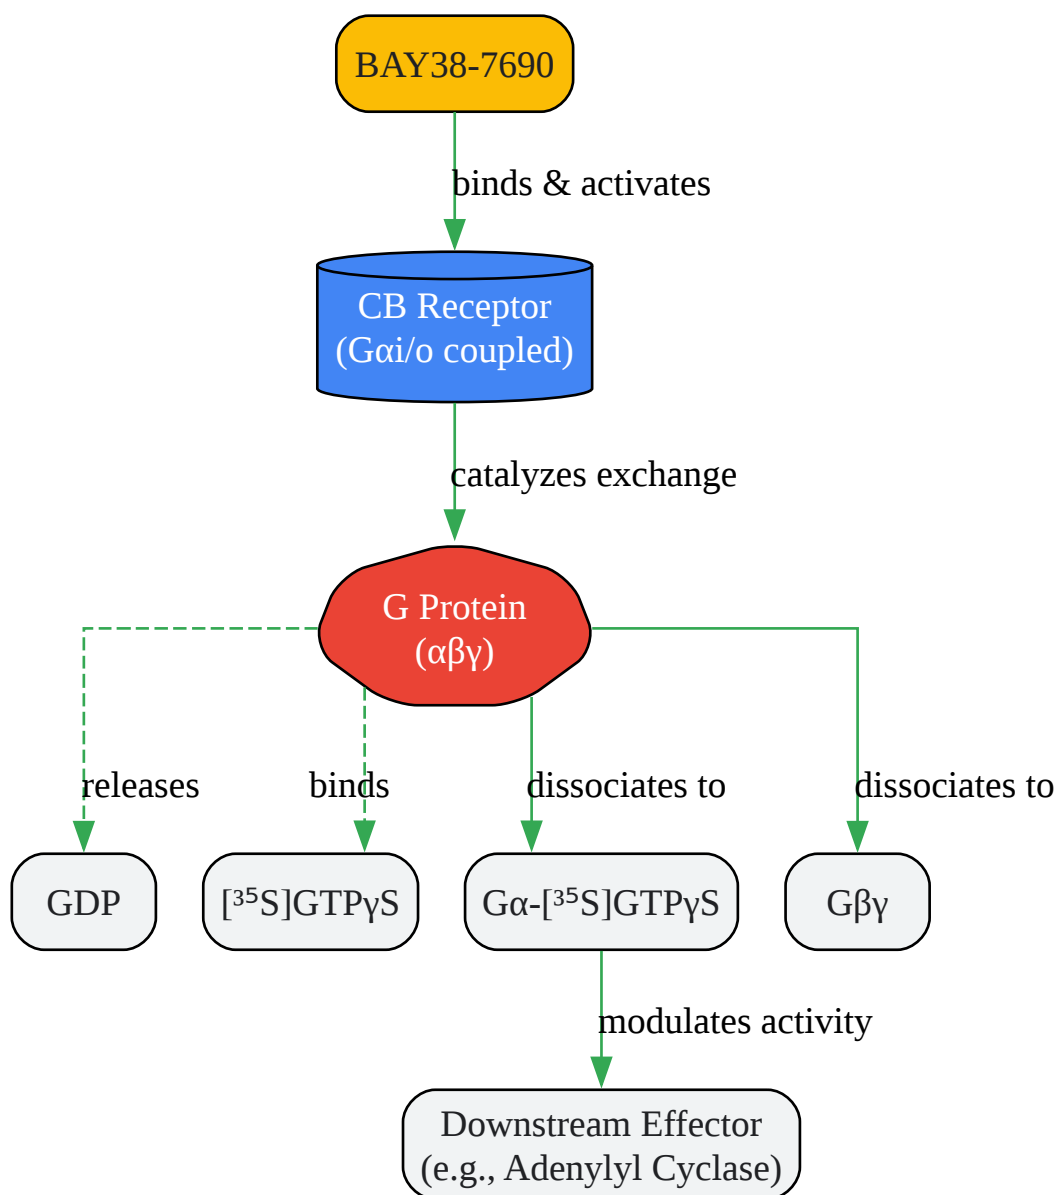 BAY38-7690
binds & activates
CB Receptor
(Gαi/o coupled)
catalyzes exchange
G Protein
(αβγ)
releases
binds
dissociates to
dissociates to
GDP
[³⁵S]GTPγS
Gα-[³⁵S]GTPγS
Gβγ
modulates activity
Downstream Effector
(e.g., Adenylyl Cyclase)